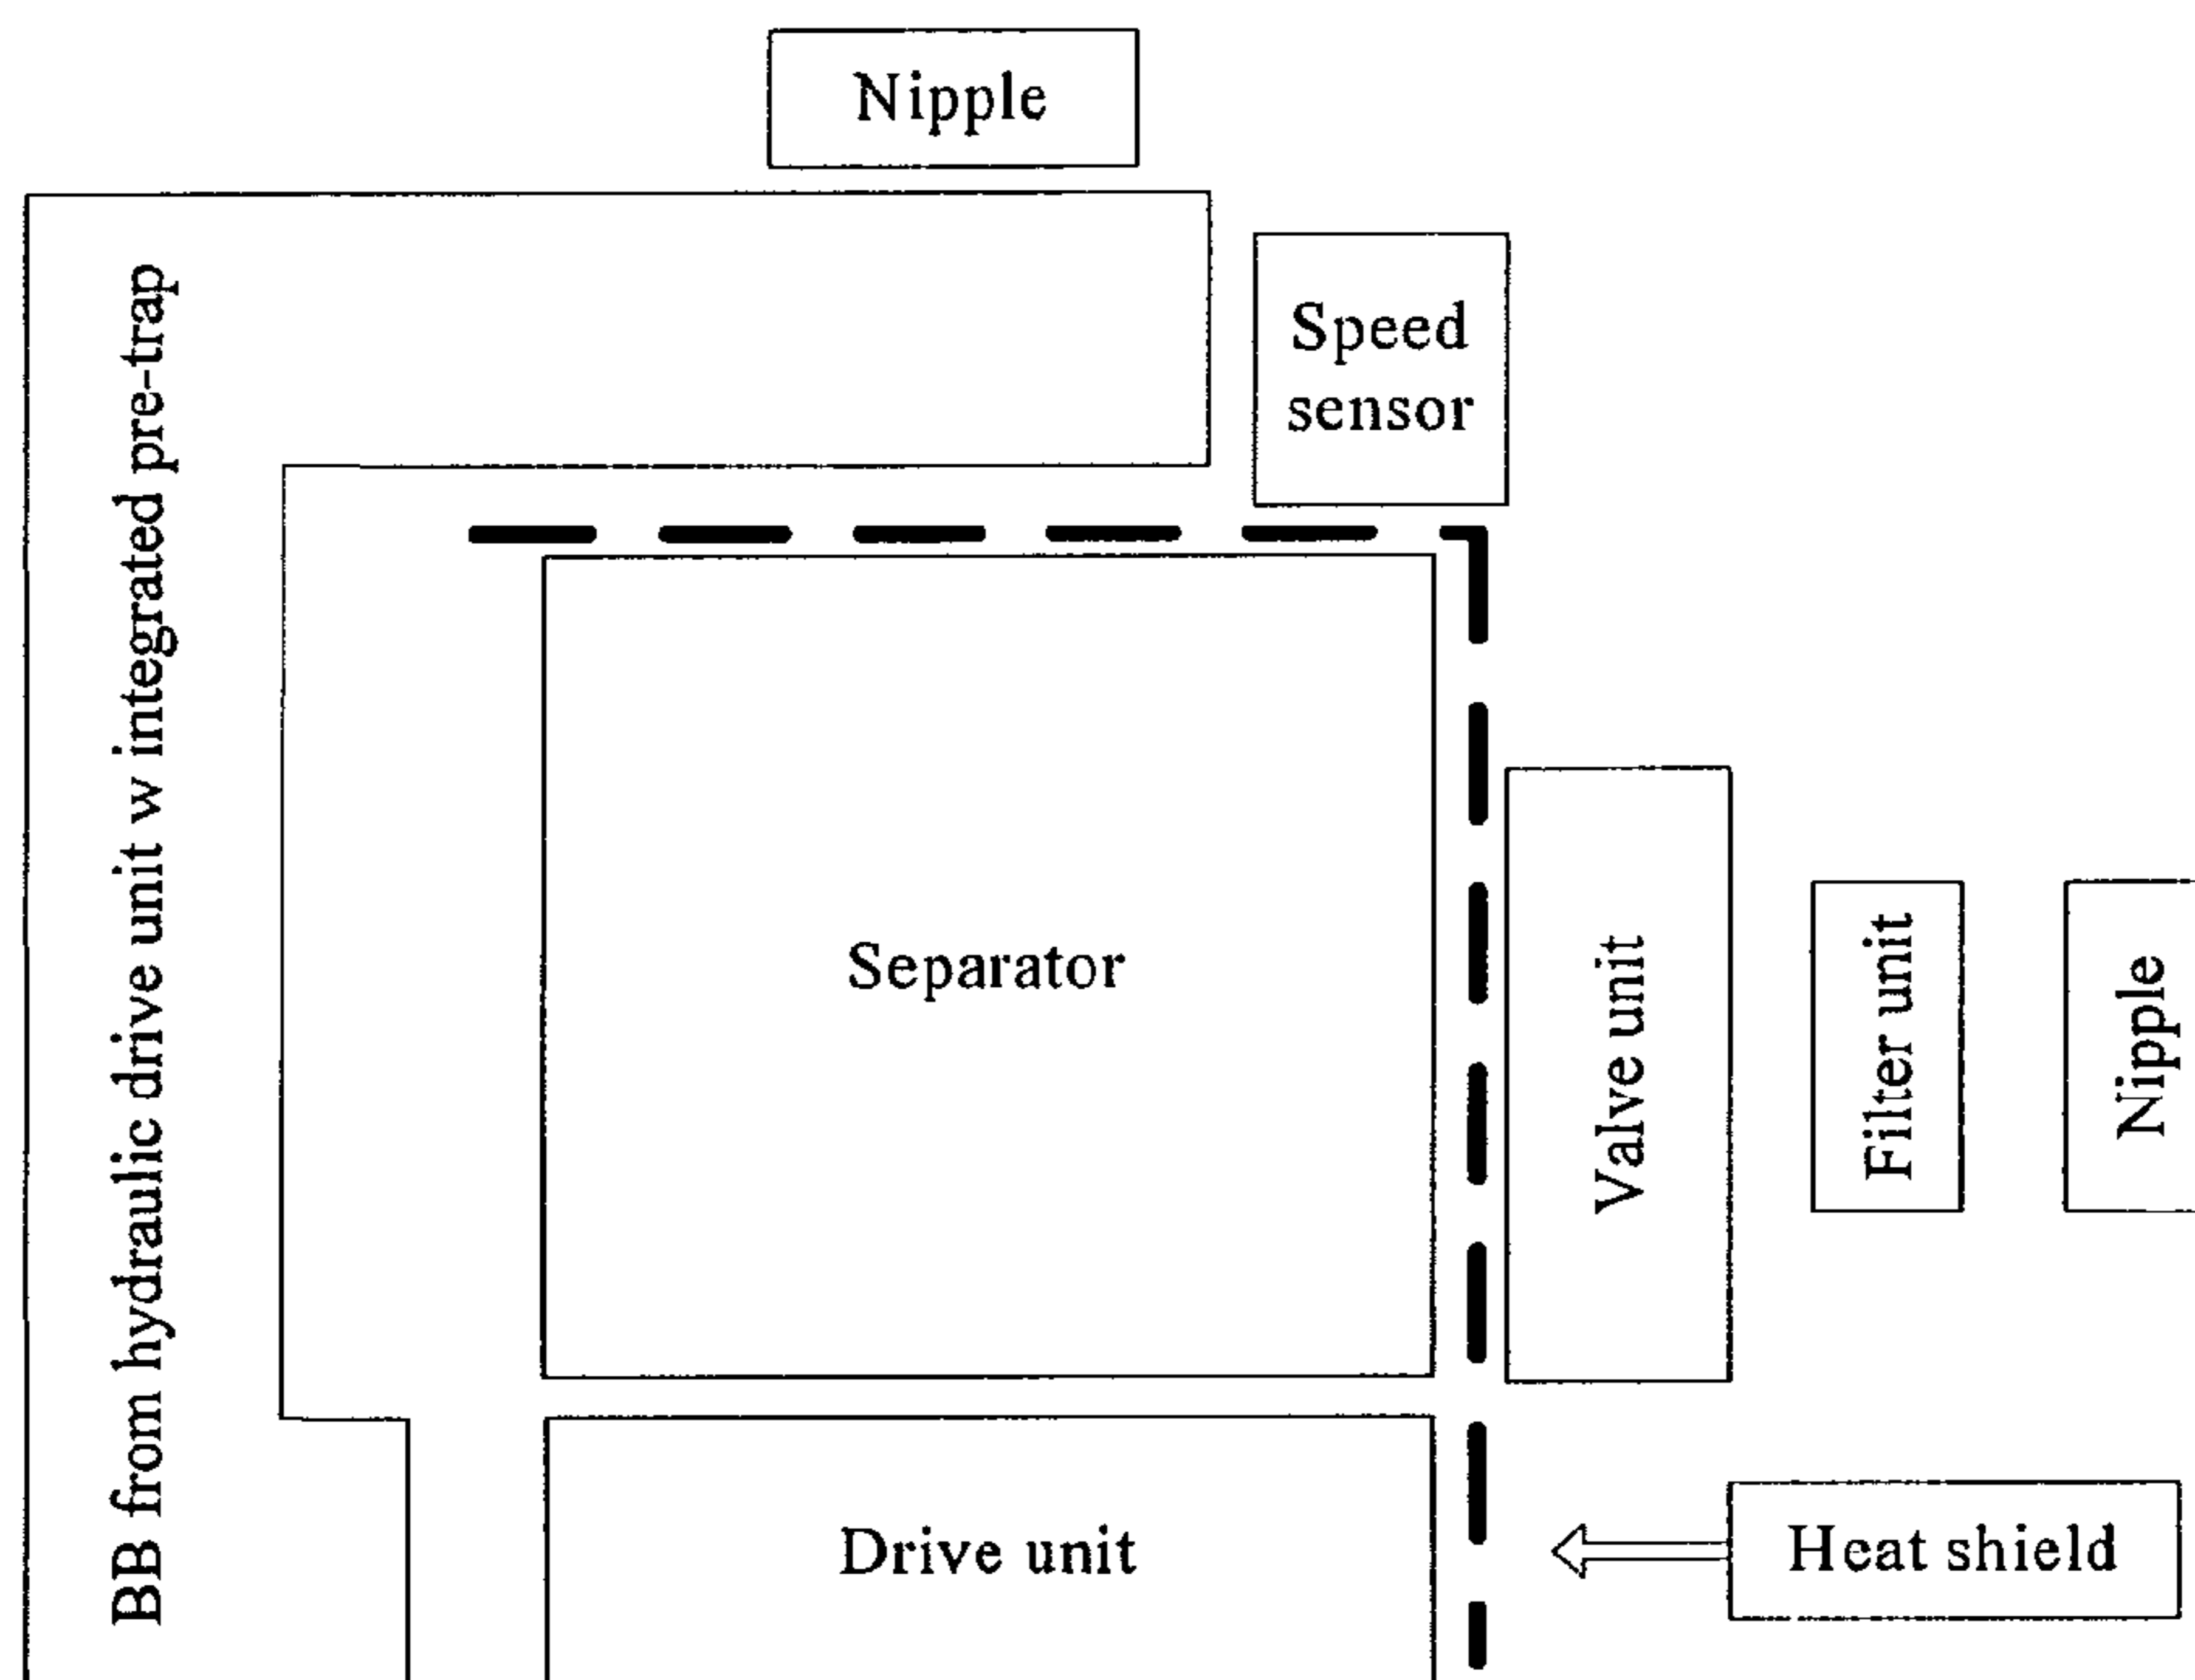 Nipple
Speed
sensor
BB from hydraulic drive unit w integrated pre-trap
Separator
Valve unit
Filter unit
Nipple
Drive unit
Heat shield